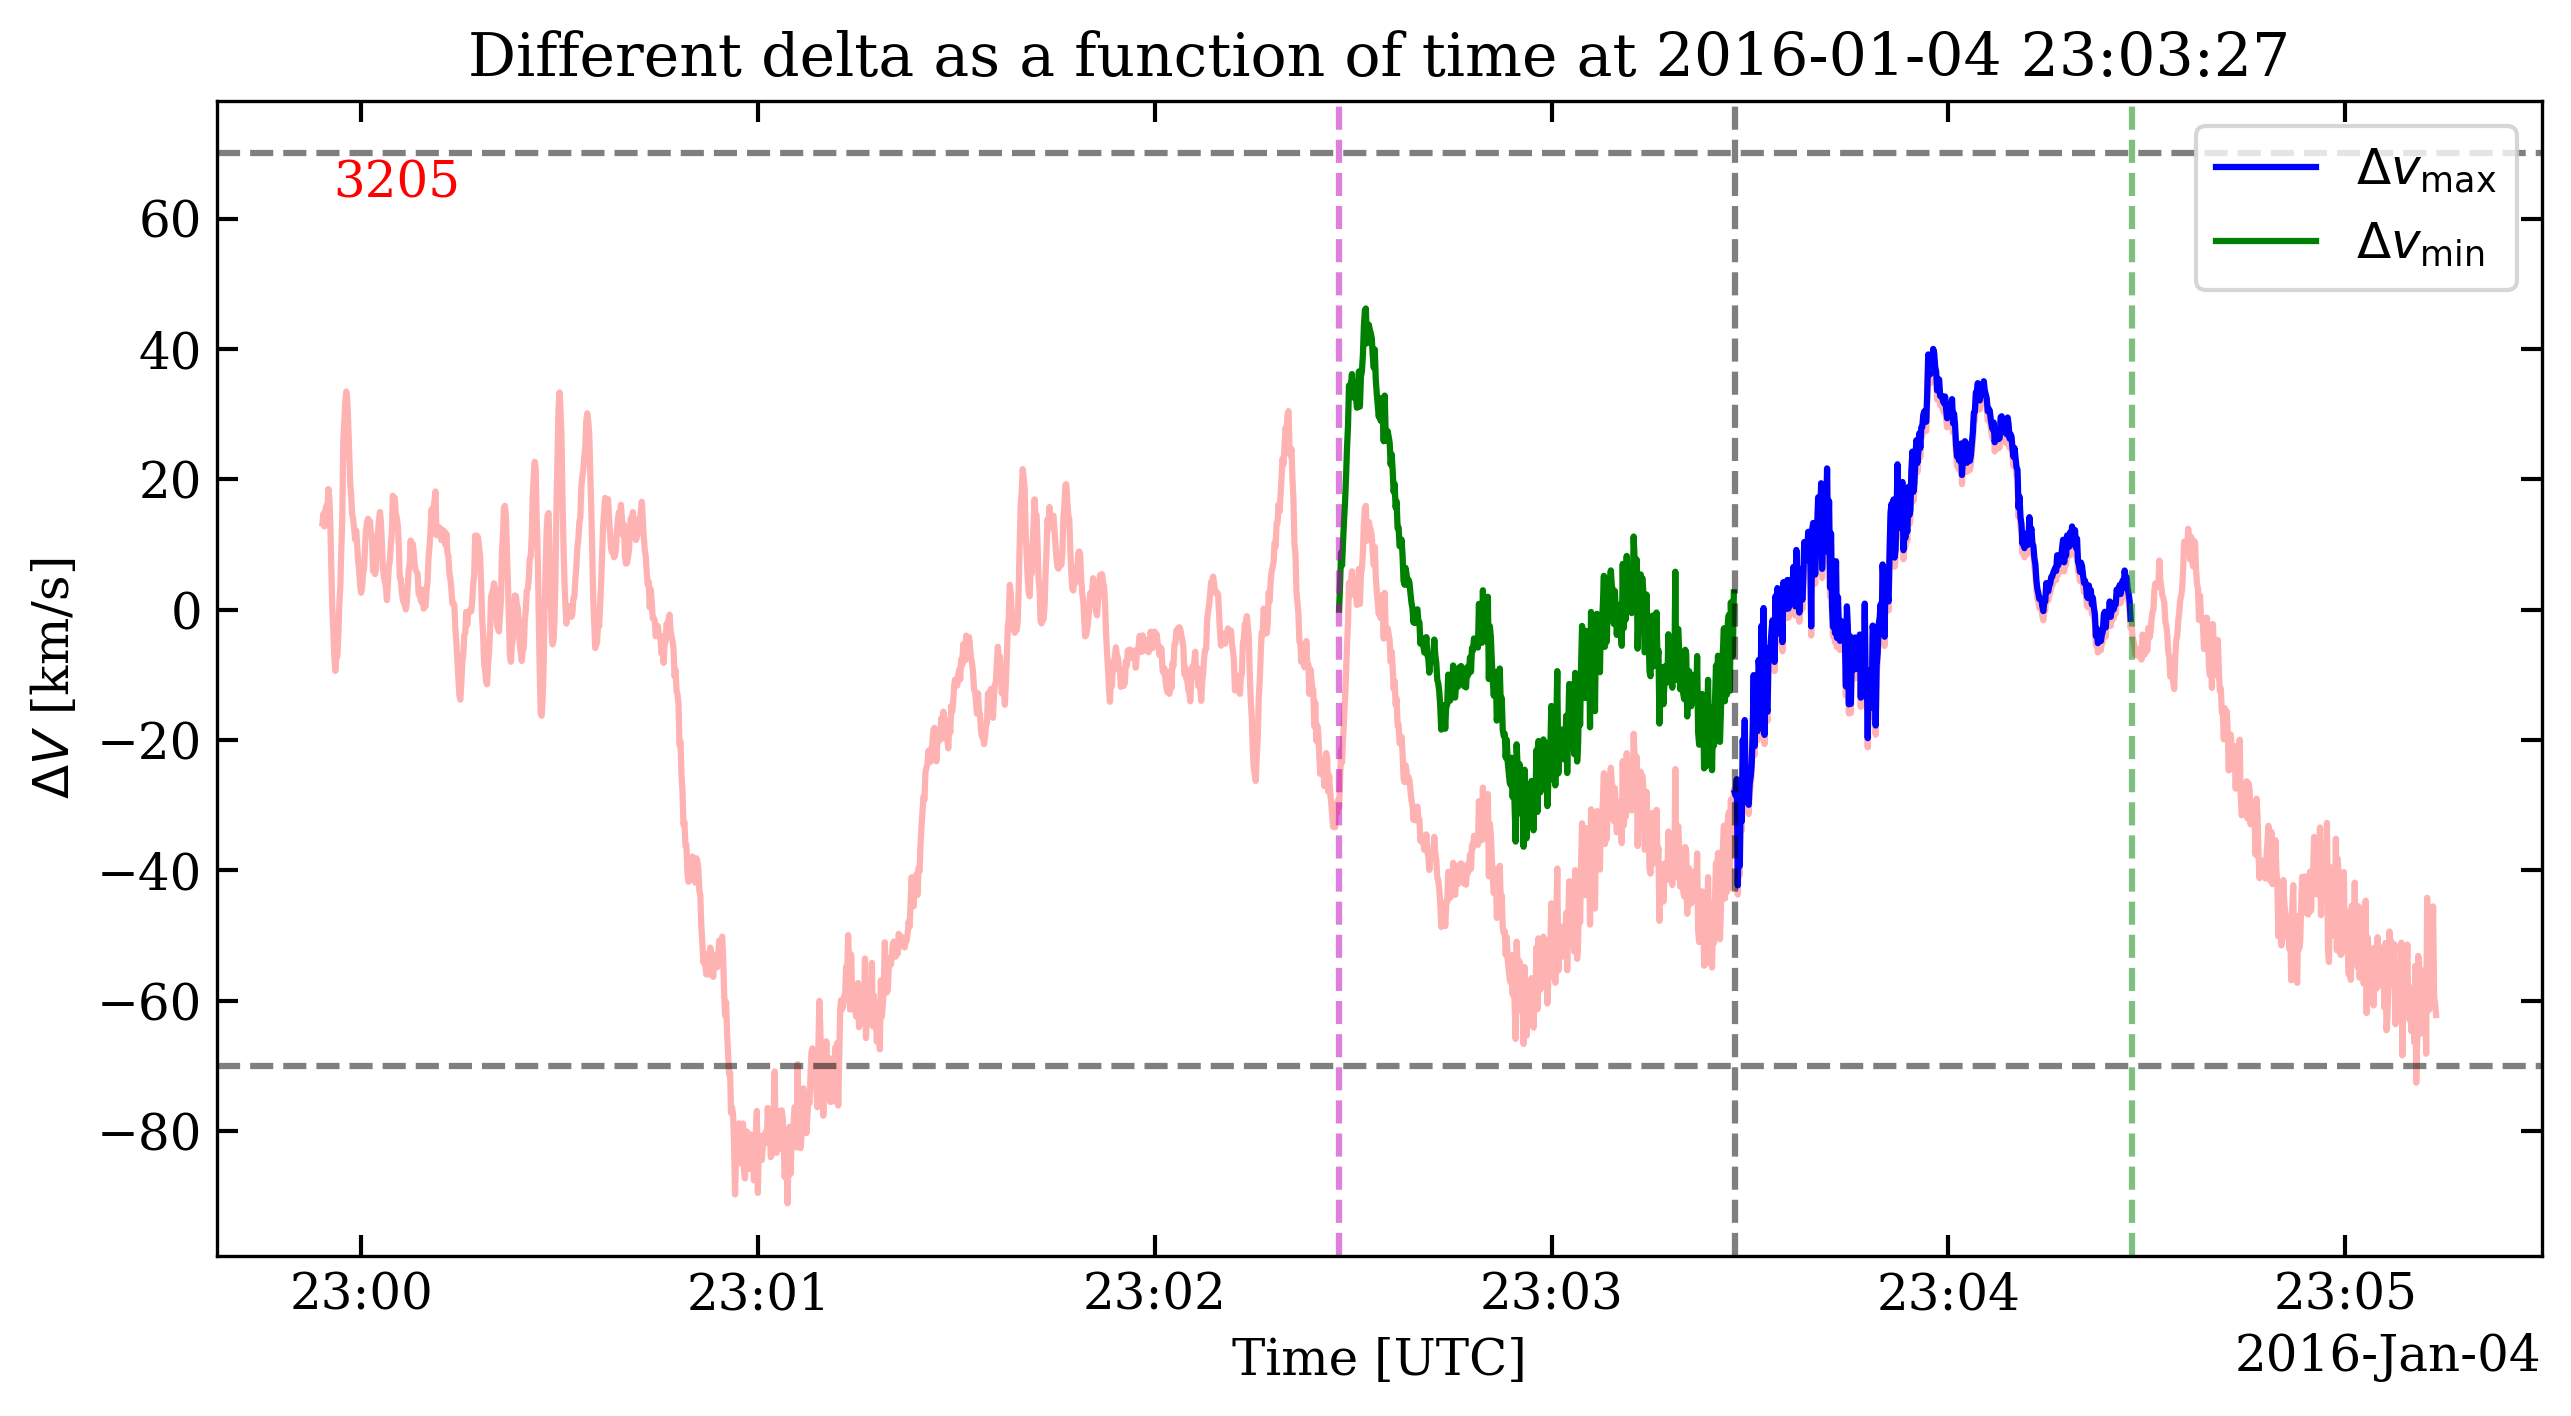 Different delta as a function of time at 2016-01-04 23:03:27
3205
Δv_max
Δv_min
60
40
20
0
−20
−40
−60
−80
ΔV [km/s]
23:00 23:01 23:02 23:03 23:04 23:05
Time [UTC]
2016-Jan-04